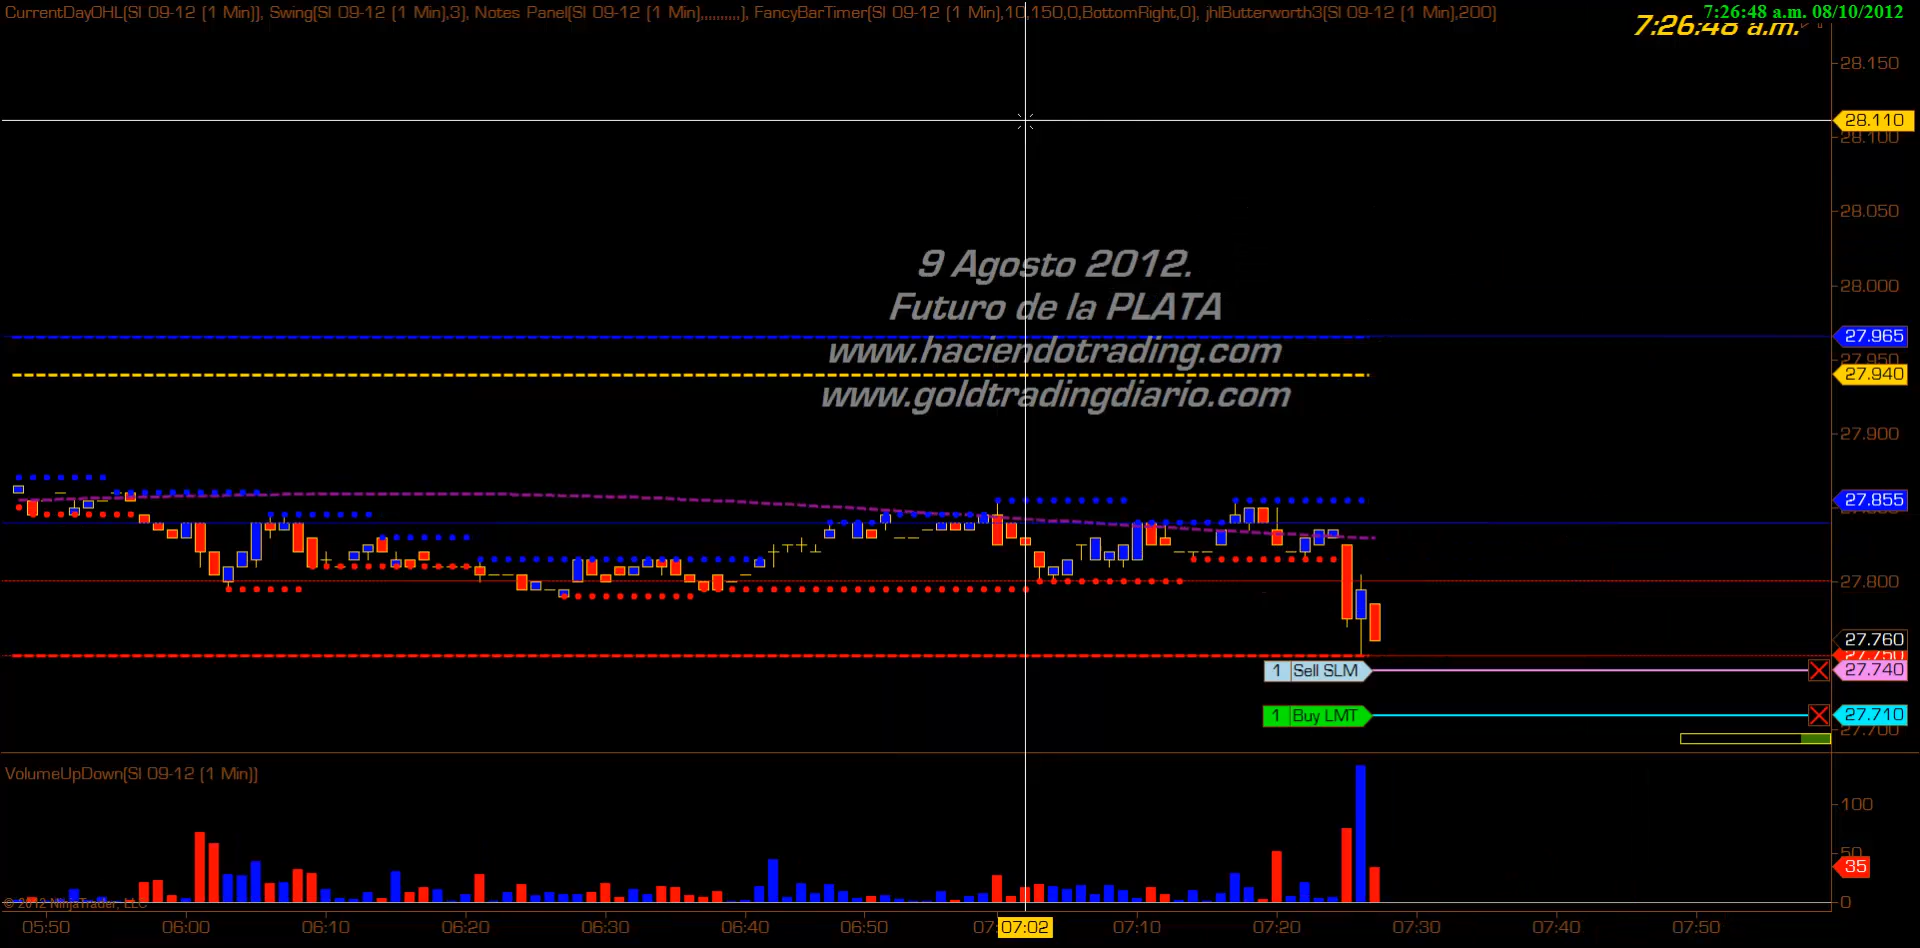 CurrentDayOHL(SI 09-12 (1 Min)), Swing(SI 09-12 (1 Min),3), Notes Panel(SI 09-12 (1 Min),,,,,,,,,,), FancyBarTimer(SI 09-12 (1 Min),10,150,0,BottomRight,0), jhlButterworth3(SI 09-12 (1 Min),200)
7:26:48 a.m. 08/10/2012
7:26:48 a.m.
28.150
28.110
28.100
28.050
9 Agosto 2012.
Futuro de la PLATA
www.haciendotrading.com
www.goldtradingdiario.com
28.000
27.965
27.950
27.940
27.900
27.855
27.800
27.760
27.750
1 Sell SLM
27.740
1 Buy LMT
27.710
27.700
VolumeUpDown(SI 09-12 (1 Min))
100
50
35
0
© 2012 NinjaTrader, LLC
05:50 06:00 06:10 06:20 06:30 06:40 06:50 07:02 07:10 07:20 07:30 07:40 07:50